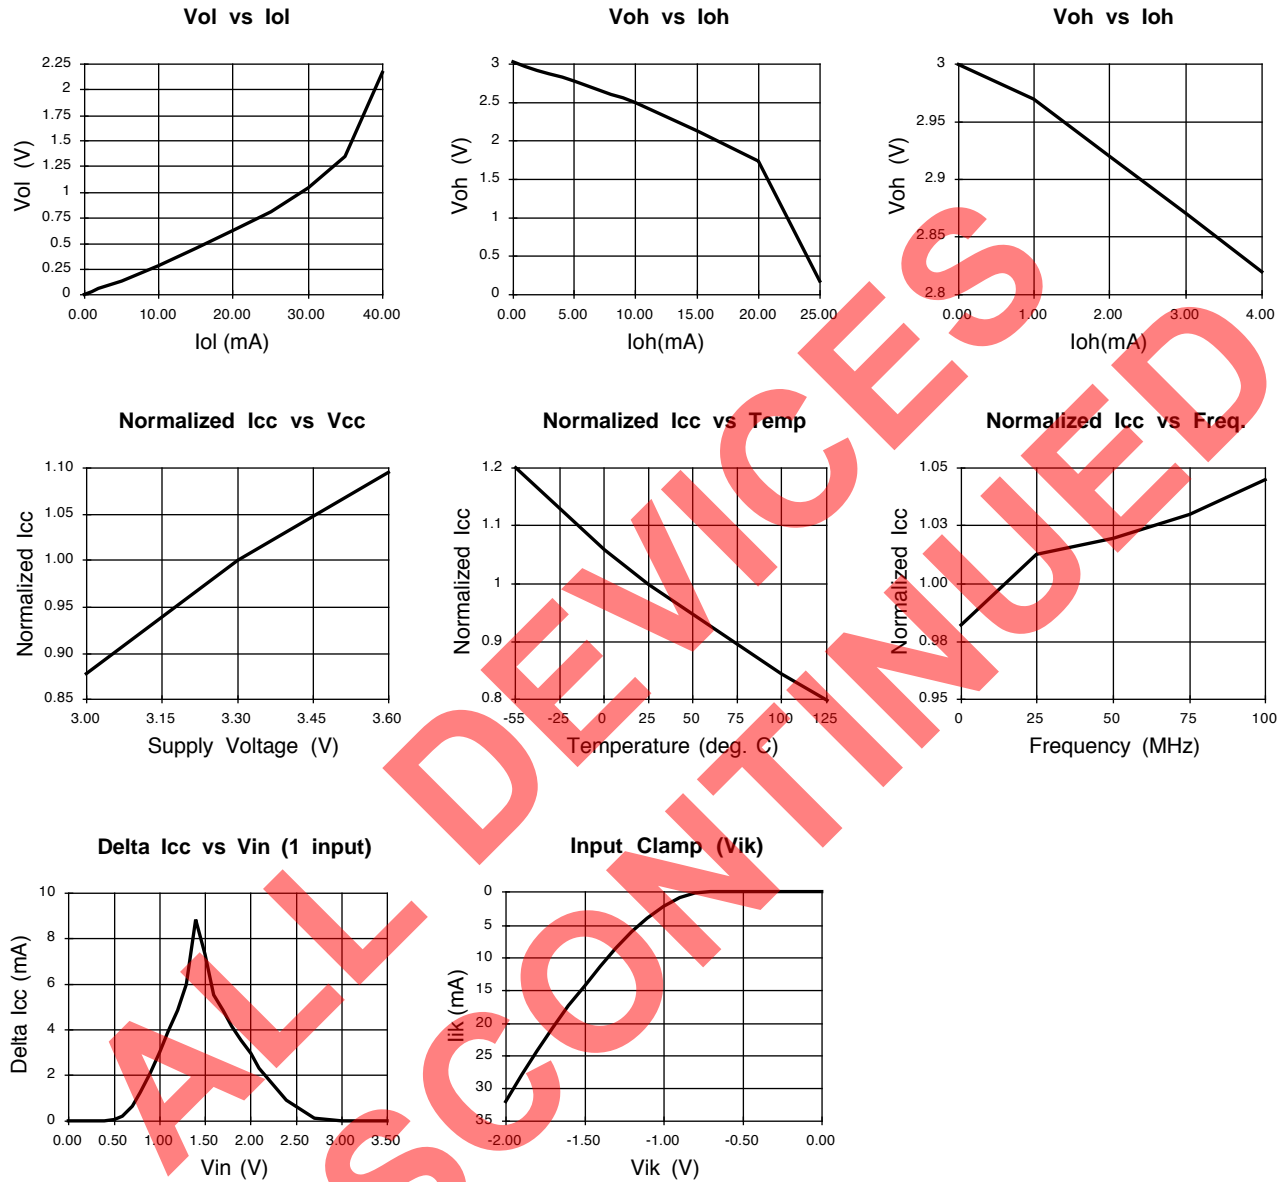 Vol vs Iol
2.25
2
1.75
1.5
1.25
1
0.75
0.5
0.25
0
Vol (V)
0.00 10.00 20.00 30.00 40.00
Iol (mA)
Voh vs Ioh
3
2.5
2
1.5
1
0.5
0
Voh (V)
0.00 5.00 10.00 15.00 20.00 25.00
Ioh(mA)
Voh vs Ioh
3
2.95
2.9
2.85
2.8
Voh (V)
0.00 1.00 2.00 3.00 4.00
Ioh(mA)
Normalized Icc vs Vcc
1.10
1.05
1.00
0.95
0.90
0.85
Normalized Icc
3.00 3.15 3.30 3.45 3.60
Supply Voltage (V)
Normalized Icc vs Temp
1.2
1.1
1
0.9
0.8
Normalized Icc
-55 -25 0 25 50 75 100 125
Temperature (deg. C)
Normalized Icc vs Freq.
1.05
1.03
1.00
0.98
0.95
Normalized Icc
0 25 50 75 100
Frequency (MHz)
Delta Icc vs Vin (1 input)
10
8
6
4
2
0
Delta Icc (mA)
0.00 0.50 1.00 1.50 2.00 2.50 3.00 3.50
Vin (V)
Input Clamp (Vik)
0
5
10
15
20
25
30
35
Iik (mA)
-2.00 -1.50 -1.00 -0.50 0.00
Vik (V)
ALL DEVICES
SCONTINUED